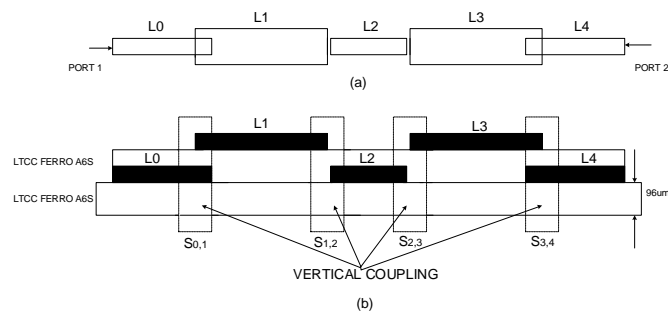 L0 L1 L2 L3 L4
PORT 1 PORT 2
(a)
L1 L3
LTCC FERRO A6S L0 L2 L4
LTCC FERRO A6S 96um
S0,1 S1,2 S2,3 S3,4
VERTICAL COUPLING
(b)